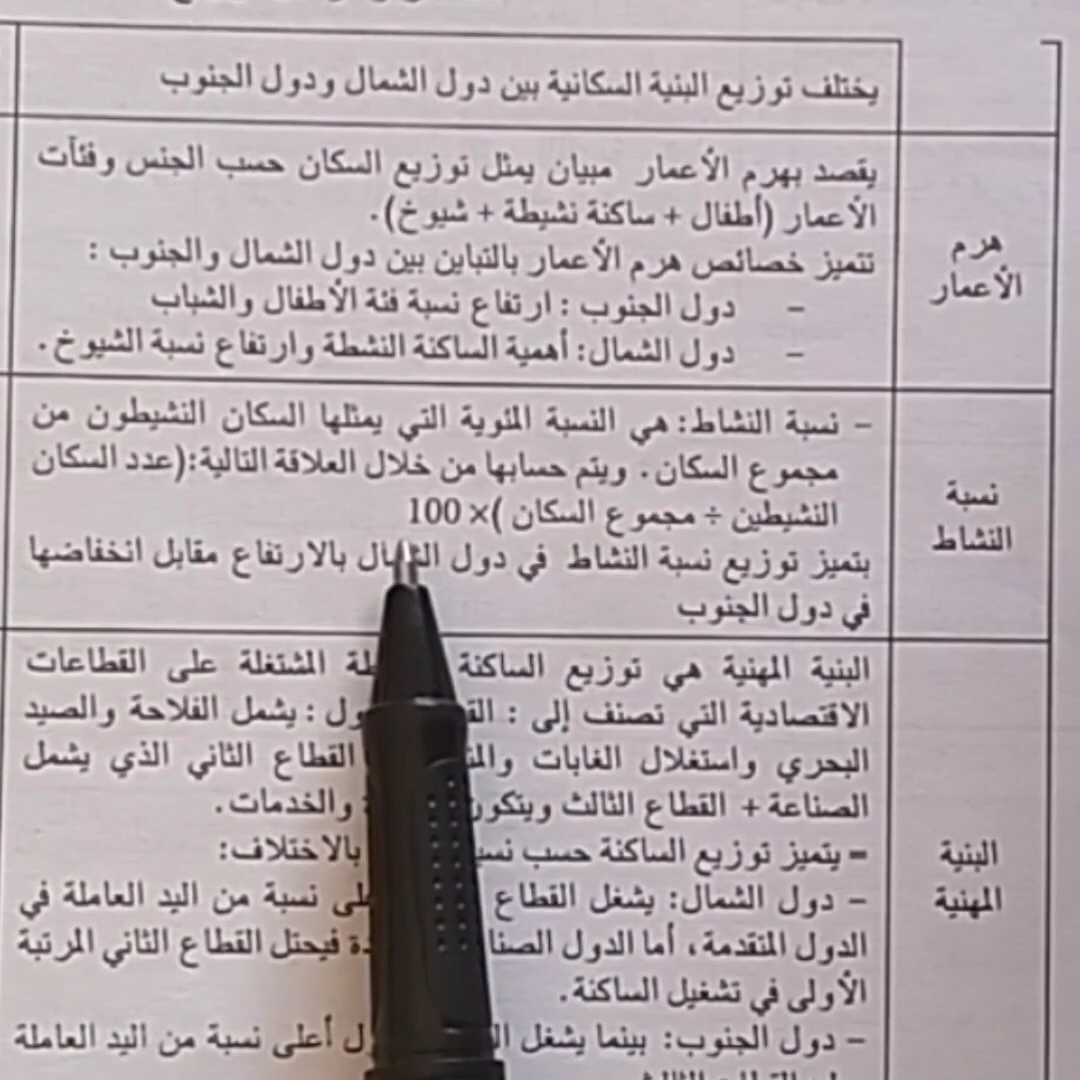 يختلف توزيع البنية السكانية بين دول الشمال ودول الجنوب
هرم
الأعمار
يقصد بهرم الأعمار مبيان يمثل توزيع السكان حسب الجنس وفئات
الأعمار (أطفال + ساكنة نشيطة + شيوخ).
تتميز خصائص هرم الأعمار بالتباين بين دول الشمال والجنوب :
- دول الجنوب : ارتفاع نسبة فئة الأطفال والشباب
- دول الشمال: أهمية الساكنة النشطة وارتفاع نسبة الشيوخ.
نسبة
النشاط
- نسبة النشاط: هي النسبة المئوية التي يمثلها السكان النشيطون من
مجموع السكان. ويتم حسابها من خلال العلاقة التالية:(عدد السكان
النشيطين ÷ مجموع السكان )× 100
يتميز توزيع نسبة النشاط في دول الشمال بالارتفاع مقابل انخفاضها
في دول الجنوب
البنية
المهنية
البنية المهنية هي توزيع الساكنة المشتغلة على القطاعات
الاقتصادية التي تصنف إلى : : يشمل الفلاحة والصيد
البحري واستغلال الغابات القطاع الثاني الذي يشمل
الصناعة + القطاع الثالث ويتكون والخدمات.
= يتميز توزيع الساكنة حسب بالاختلاف:
- دول الشمال: يشغل القطاع نسبة من اليد العاملة في
الدول المتقدمة، أما الدول فيحتل القطاع الثاني المرتبة
الأولى في تشغيل الساكنة.
- دول الجنوب: بينما يشغل أعلى نسبة من اليد العاملة